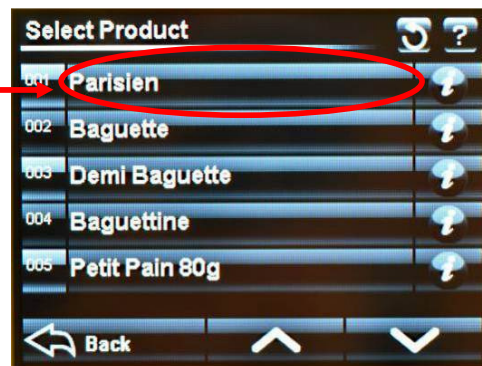 Select Product ?
001 Parisien i
002 Baguette i
003 Demi Baguette i
004 Baguettine i
005 Petit Pain 80g i
Back